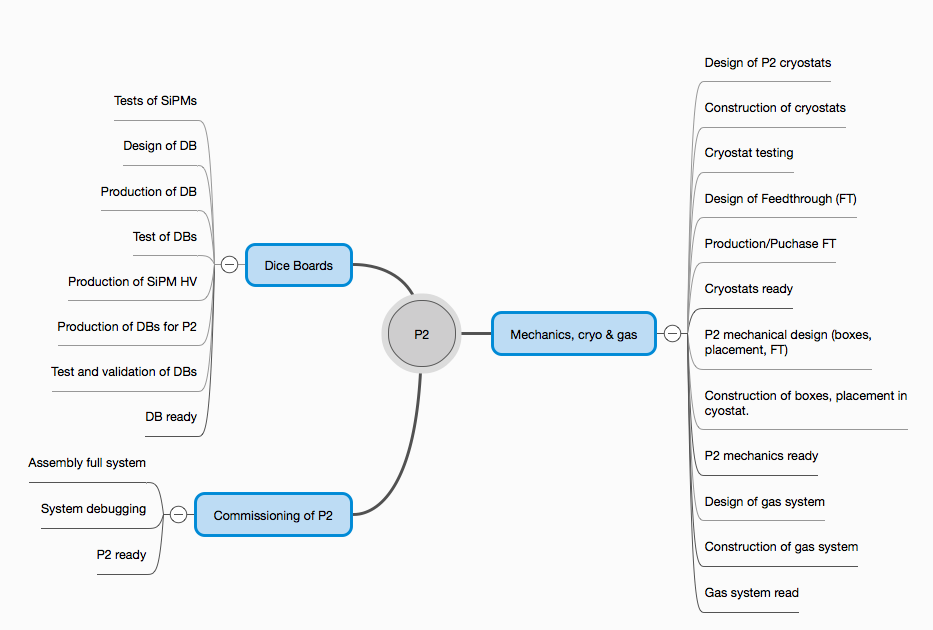 Tests of SiPMs
Design of DB
Production of DB
Test of DBs
Production of SiPM HV
Production of DBs for P2
Test and validation of DBs
DB ready
Dice Boards
Assembly full system
System debugging
P2 ready
Commissioning of P2
P2
Mechanics, cryo & gas
Design of P2 cryostats
Construction of cryostats
Cryostat testing
Design of Feedthrough (FT)
Production/Puchase FT
Cryostats ready
P2 mechanical design (boxes,
placement, FT)
Construction of boxes, placement in
cyostat.
P2 mechanics ready
Design of gas system
Construction of gas system
Gas system read